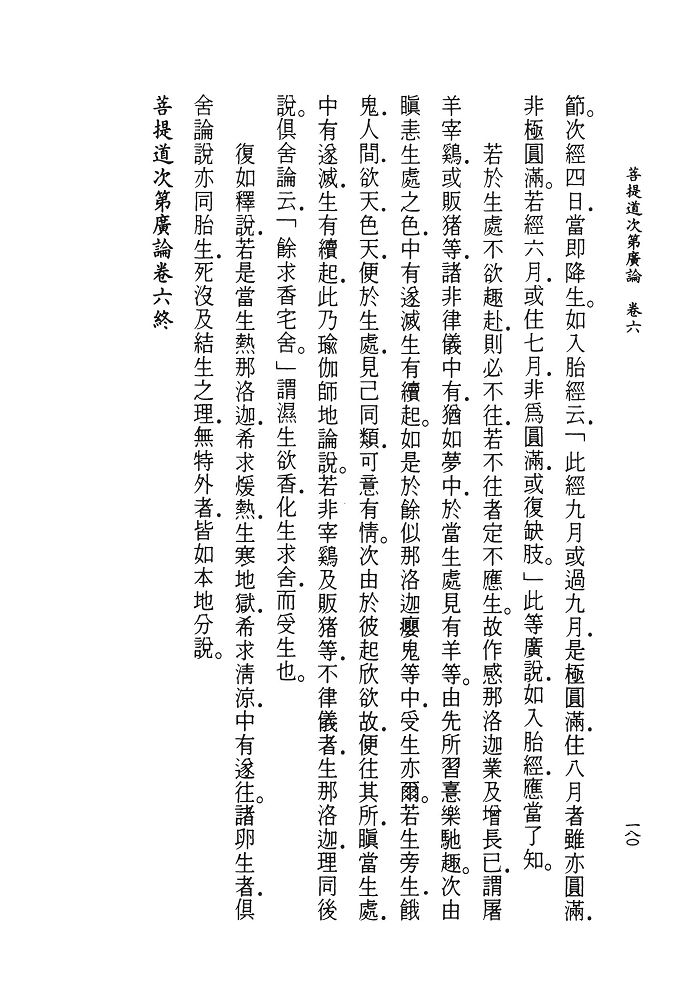 菩提道次第廣論　卷六
一八○
節。次經四日．當即降生。如入胎經云．「此經九月或過九月．是極圓滿．住八月者雖亦圓滿．
非極圓滿。若經六月．或住七月．非爲圓滿．或復缺肢。」此等廣說．如入胎經．應當了知。
若於生處不欲趣赴．則必不往．若不往者定不應生。故作感那洛迦業及增長已．謂屠
羊宰鷄．或販猪等．諸非律儀中有．猶如夢中．於當生處見有羊等。由先所習憙樂馳趣。次由
瞋恚生處之色．中有遂滅生有續起。如是於餘似那洛迦癭鬼等中．受生亦爾。若生旁生．餓
鬼．人間．欲天．色天．便於生處．見己同類．可意有情。次由於彼起欣欲故．便往其所．瞋當生處．
中有遂滅．生有續起．此乃瑜伽師地論說。若非宰鷄及販猪等．不律儀者．生那洛迦．理同後
說。俱舍論云．「餘求香宅舍。」謂濕生欲香．化生求舍．而受生也。
復如釋說．若是當生熱那洛迦．希求煖熱．生寒地獄．希求清涼．中有遂往。諸卵生者．俱
舍論說亦同胎生．死沒及結生之理．無特外者．皆如本地分說。
菩提道次第廣論卷六終